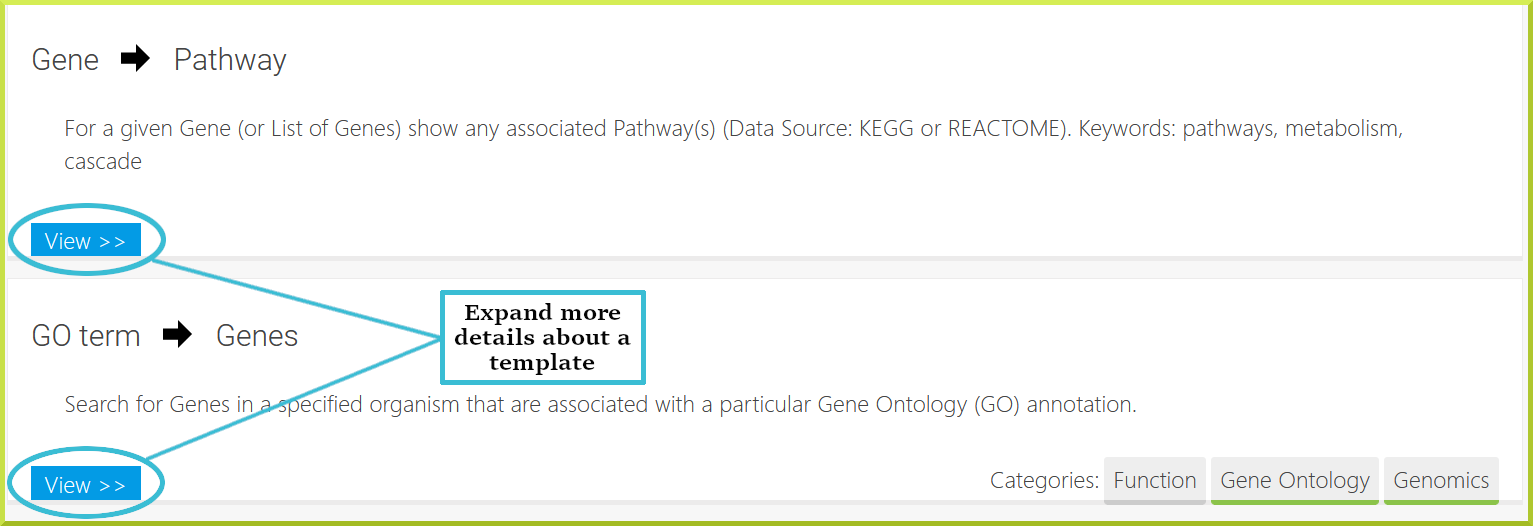 Gene Pathway
For a given Gene (or List of Genes) show any associated Pathway(s) (Data Source: KEGG or REACTOME). Keywords: pathways, metabolism,
cascade
View >>
Expand more
details about a
template
GO term Genes
Search for Genes in a specified organism that are associated with a particular Gene Ontology (GO) annotation.
View >>
Categories: Function Gene Ontology Genomics